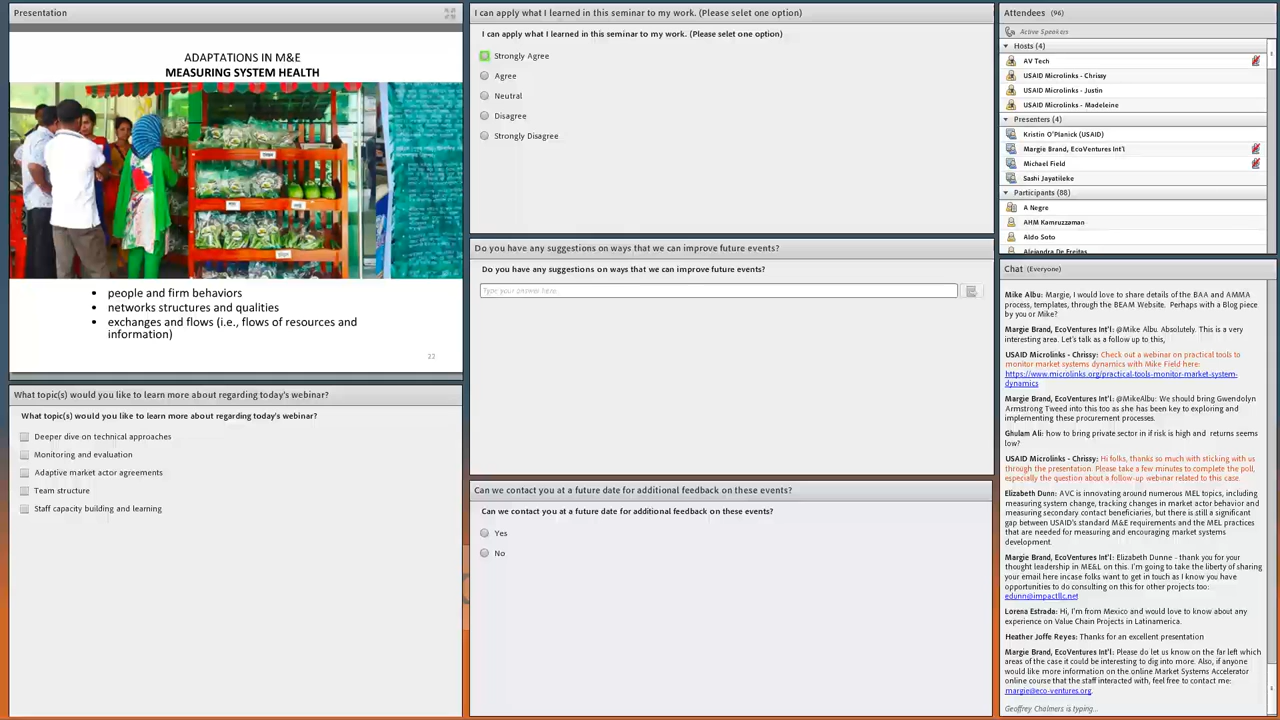 Presentation
ADAPTATIONS IN M&E
MEASURING SYSTEM HEALTH
• people and firm behaviors
• networks structures and qualities
• exchanges and flows (i.e., flows of resources and
information)
22
What topic(s) would you like to learn more about regarding today's webinar?
What topic(s) would you like to learn more about regarding today's webinar?
Deeper dive on technical approaches
Monitoring and evaluation
Adaptive market actor agreements
Team structure
Staff capacity building and learning
I can apply what I learned in this seminar to my work. (Please selet one option)
I can apply what I learned in this seminar to my work. (Please selet one option)
Strongly Agree
Agree
Neutral
Disagree
Strongly Disagree
Do you have any suggestions on ways that we can improve future events?
Do you have any suggestions on ways that we can improve future events?
Type your answer here.
Can we contact you at a future date for additional feedback on these events?
Can we contact you at a future date for additional feedback on these events?
Yes
No
Attendees (96)
Active Speakers
Hosts (4)
AV Tech
USAID Microlinks - Chrissy
USAID Microlinks - Justin
USAID Microlinks - Madeleine
Presenters (4)
Kristin O'Planick (USAID)
Margie Brand, EcoVentures Int'l
Michael Field
Sashi Jayatileke
Participants (88)
A Negre
AHM Kamruzzaman
Aldo Soto
Alejandra De Freitas
Chat (Everyone)
Mike Albu: Margie, I would love to share details of the BAA and AMMA
process, templates, through the BEAM Website. Perhaps with a Blog piece
by you or Mike?
Margie Brand, EcoVentures Int'l: @Mike Albu. Absolutely. This is a very
interesting area. Let's talk as a follow up to this,
USAID Microlinks - Chrissy: Check out a webinar on practical tools to
monitor market systems dynamics with Mike Field here:
https://www.microlinks.org/practical-tools-monitor-market-system-
dynamics
Margie Brand, EcoVentures Int'l: @MikeAlbu: We should bring Gwendolyn
Armstrong Tweed into this too as she has been key to exploring and
implementing these procurement processes.
Ghulam Ali: how to bring private sector in if risk is high and returns seems
low?
USAID Microlinks - Chrissy: Hi folks, thanks so much with sticking with us
through the presentation. Please take a few minutes to complete the poll,
especially the question about a follow-up webinar related to this case.
Elizabeth Dunn: AVC is innovating around numerous MEL topics, including
measuring system change, tracking changes in market actor behavior and
measuring secondary contact beneficiaries, but there is still a significant
gap between USAID's standard M&E requirements and the MEL practices
that are needed for measuring and encouraging market systems
development.
Margie Brand, EcoVentures Int'l: Elizabeth Dunne - thank you for your
thought leadership in ME&L on this. I'm going to take the liberty of sharing
your email here incase folks want to get in touch as I know you have
opportunities to do consulting on this for other projects too:
edunn@impactllc.net
Lorena Estrada: Hi, I'm from Mexico and would love to know about any
experience on Value Chain Projects in Latinamerica.
Heather Joffe Reyes: Thanks for an excellent presentation
Margie Brand, EcoVentures Int'l: Please do let us know on the far left which
areas of the case it could be interesting to dig into more. Also, if anyone
would like more information on the online Market Systems Accelerator
online course that the staff interacted with, feel free to contact me:
margie@eco-ventures.org.
Geoffrey Chalmers is typing...